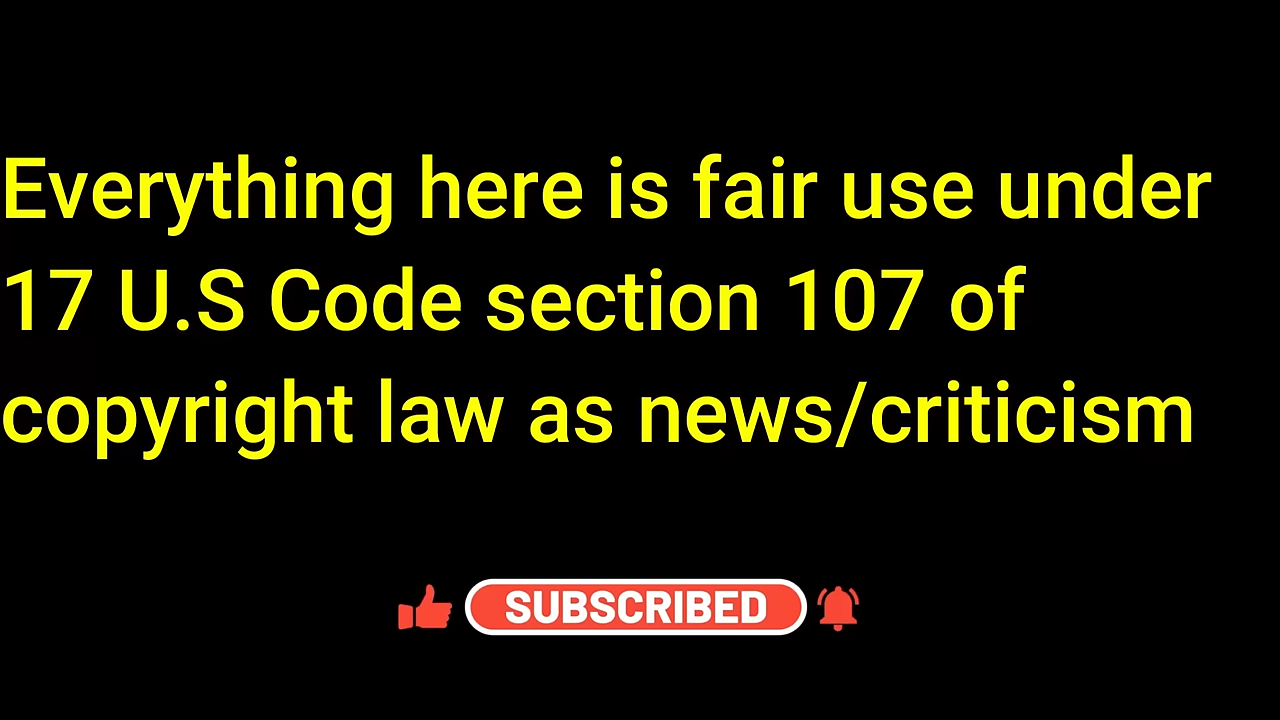 Everything here is fair use under
17 U.S Code section 107 of
copyright law as news/criticism
SUBSCRIBED